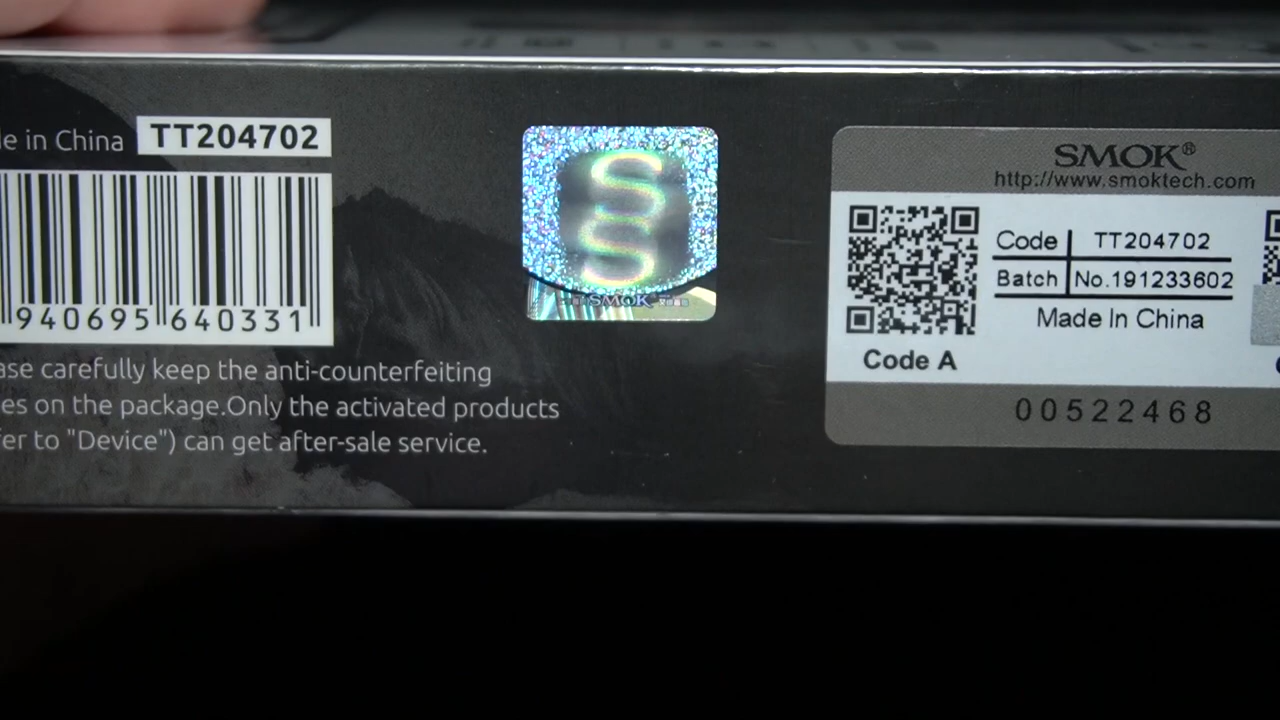 e in China TT204702
940695 640331
ase carefully keep the anti-counterfeiting
es on the package.Only the activated products
fer to "Device") can get after-sale service.
SMOK
SMOK®
http://www.smoktech.com
Code TT204702
Batch No.191233602
Made In China
Code A
00522468